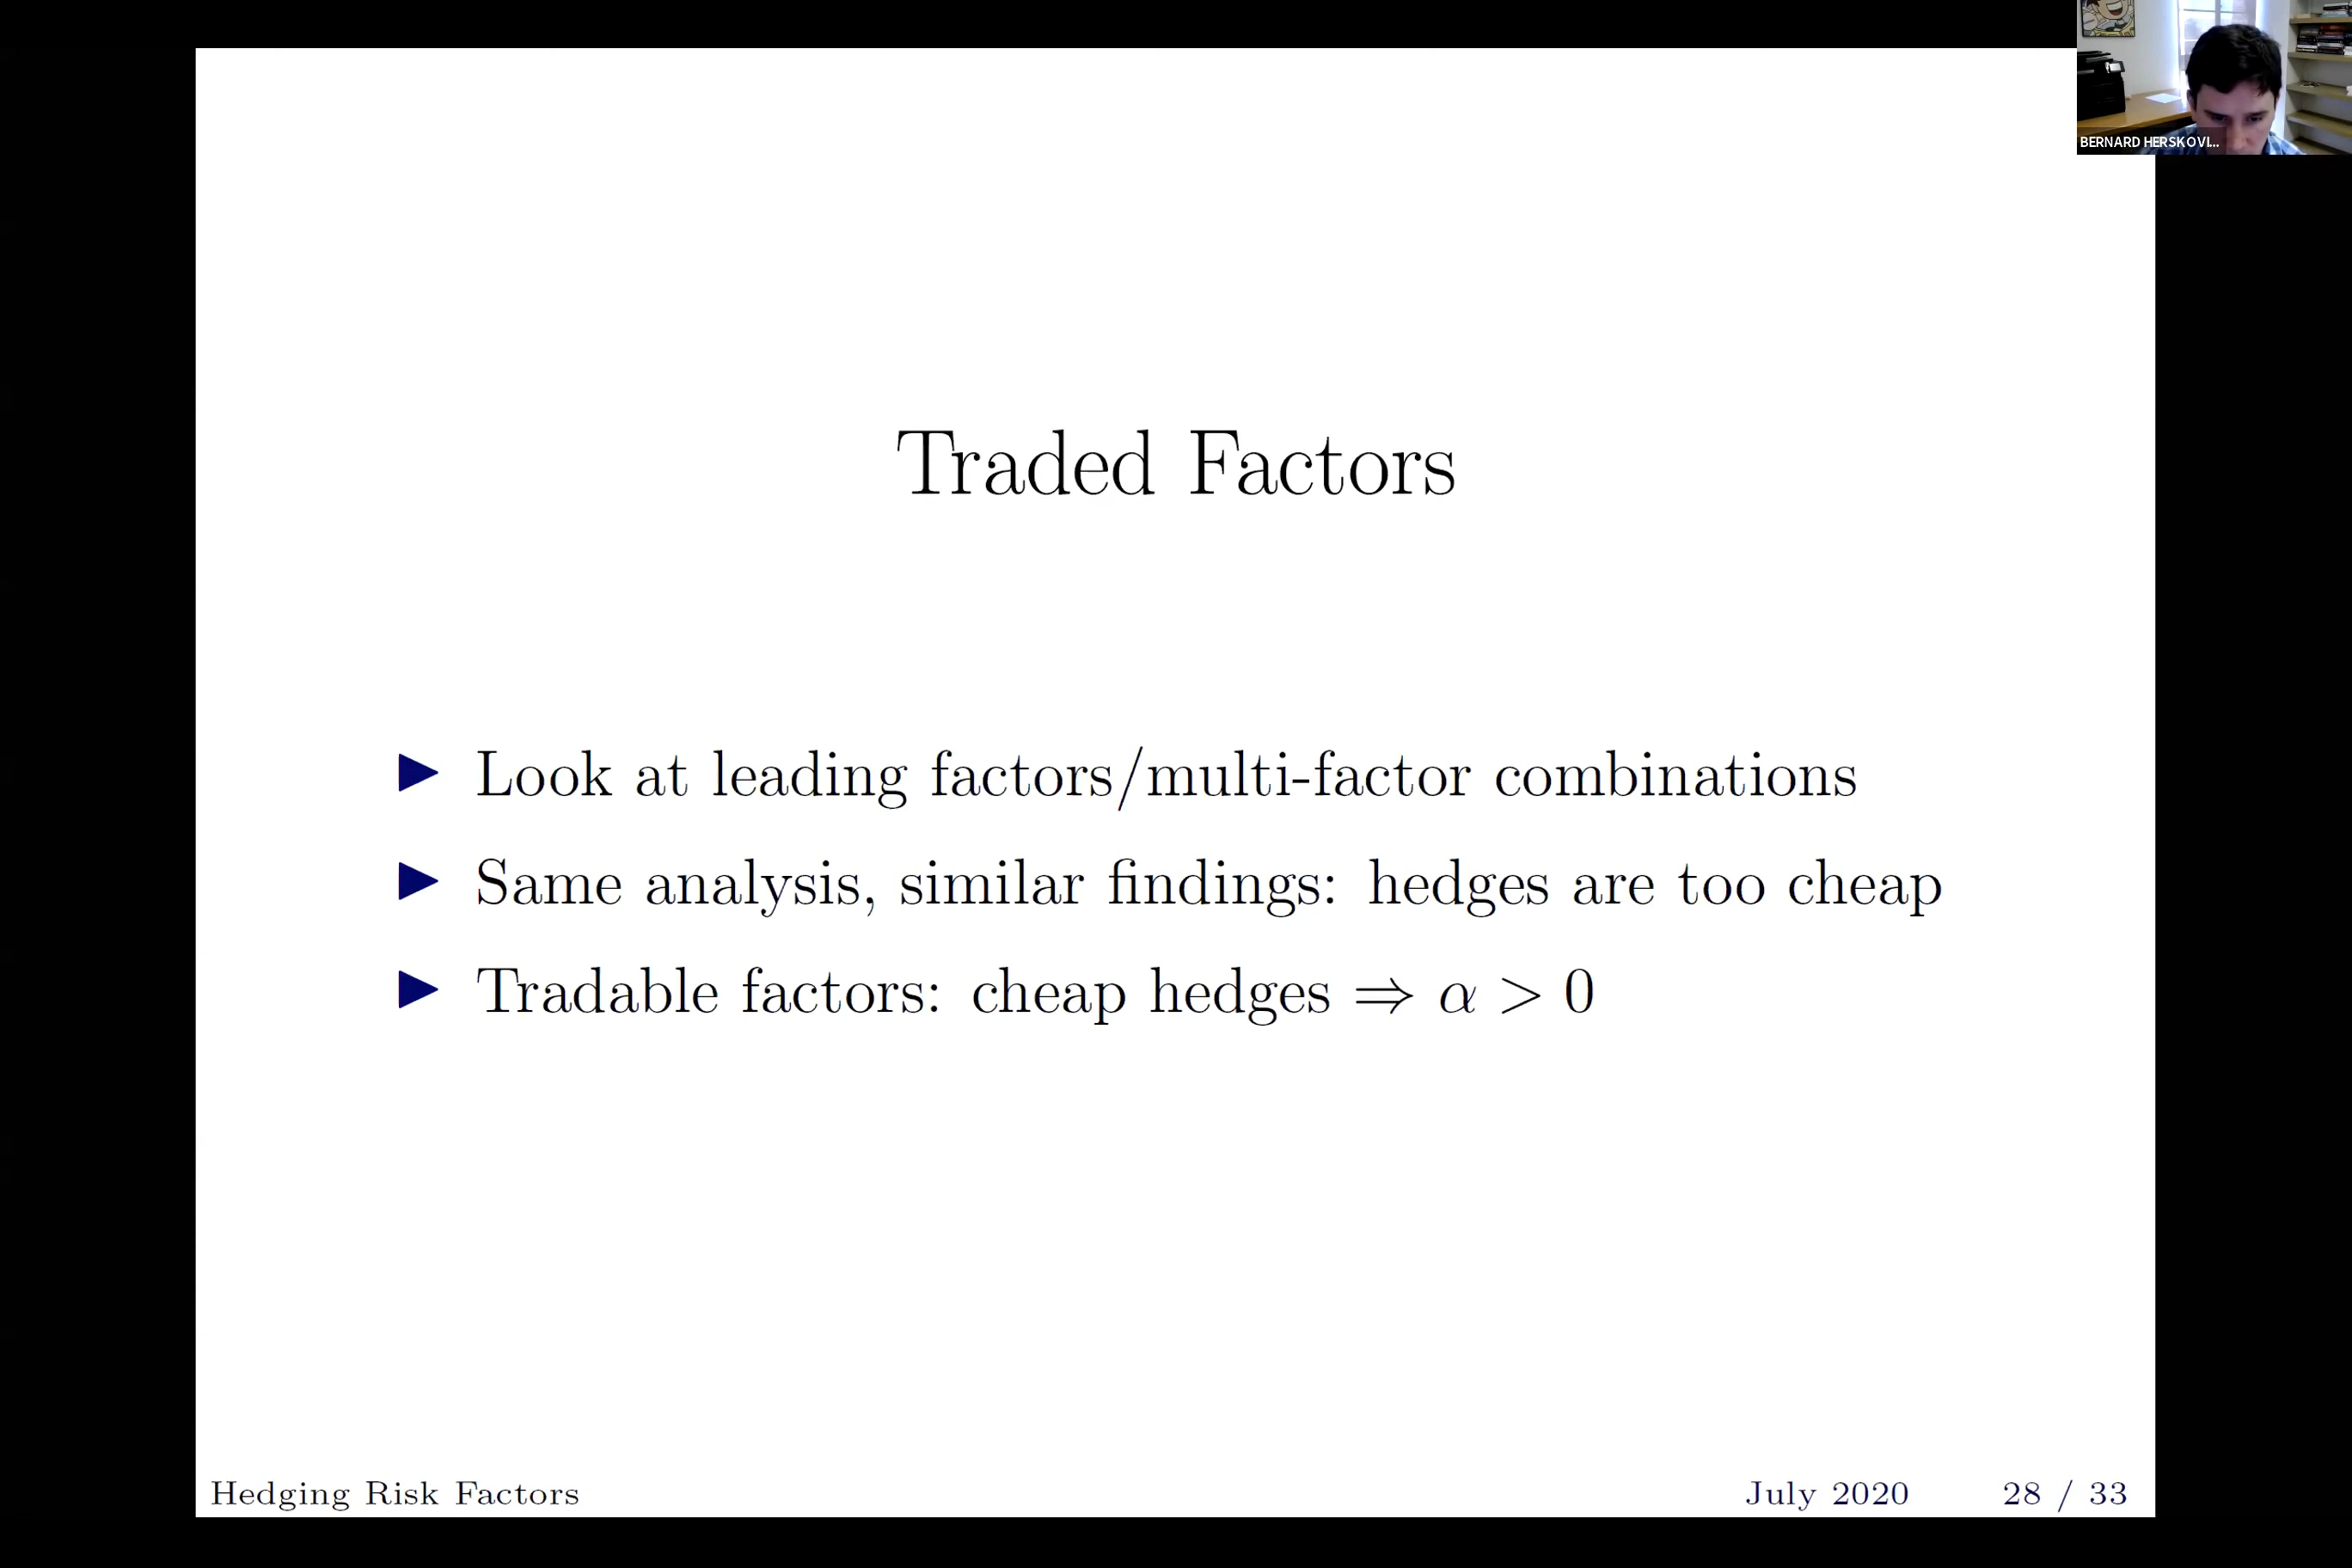 BERNARD HERSKOVI...
Traded Factors
▶ Look at leading factors/multi-factor combinations
▶ Same analysis, similar findings: hedges are too cheap
▶ Tradable factors: cheap hedges ⇒ α > 0
Hedging Risk Factors
July 2020 28 / 33